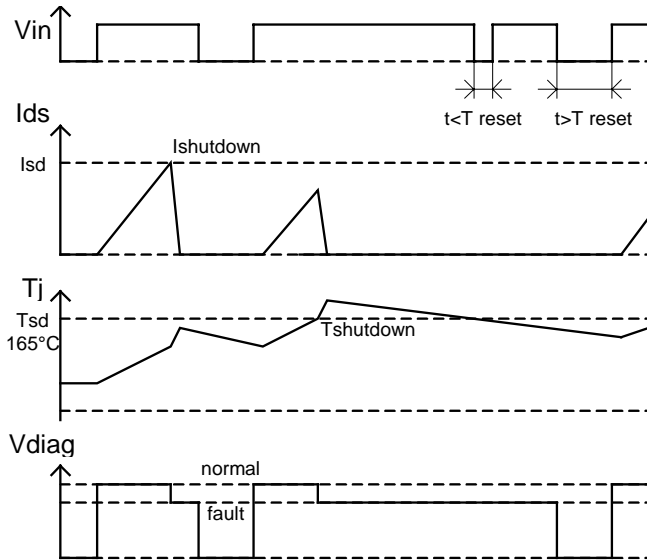 Vin
t<T reset
t>T reset
Ids
Isd
Ishutdown
Tj
Tsd
165°C
Tshutdown
Vdiag
normal
fault